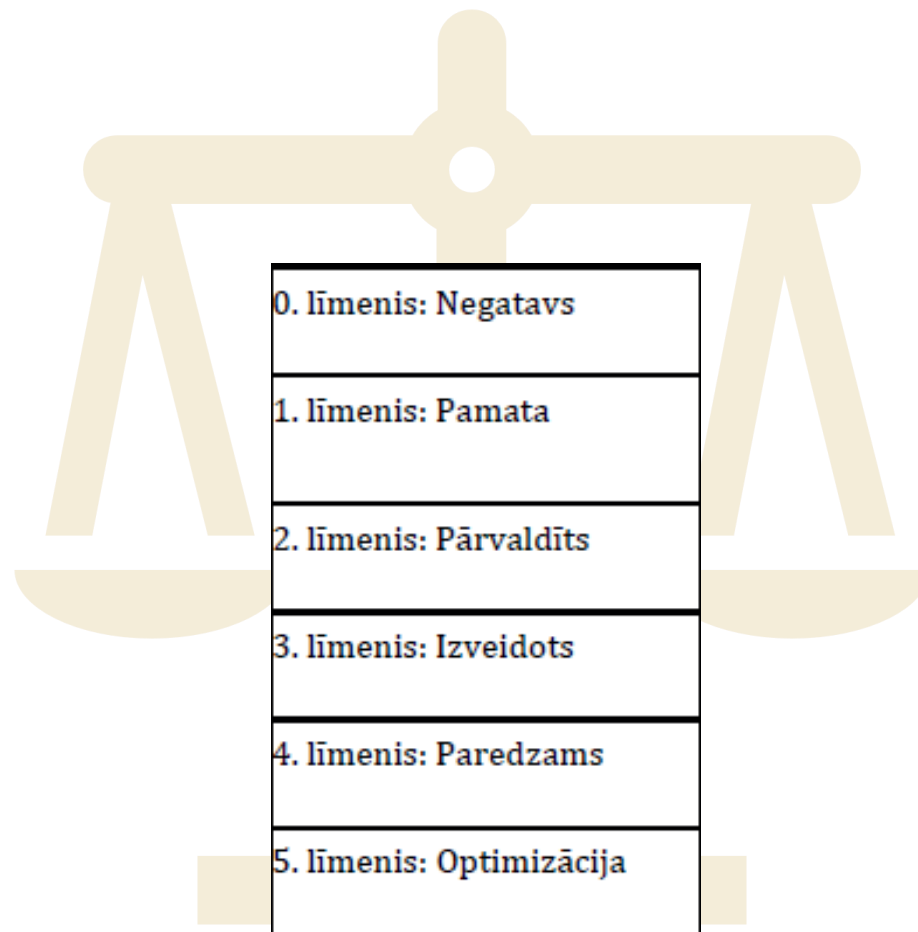 0. līmenis: Negatavs
1. līmenis: Pamata
2. līmenis: Pārvaldīts
3. līmenis: Izveidots
4. līmenis: Paredzams
5. līmenis: Optimizācija